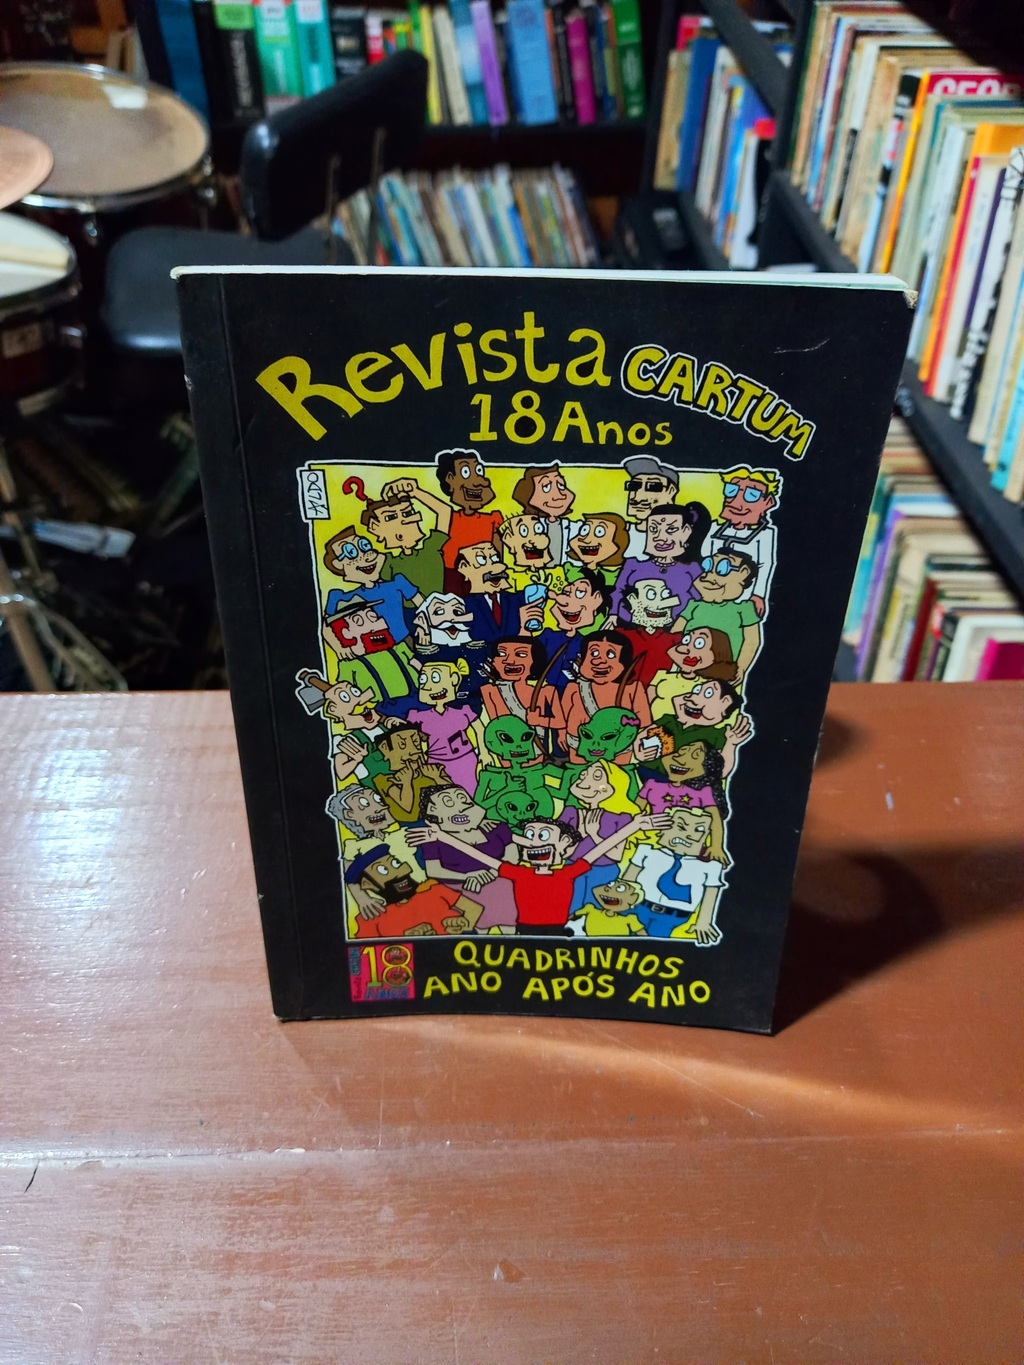 Revista CARTUM
18 Anos
ALDO
?
18
QUADRINHOS
ANO APÓS ANO